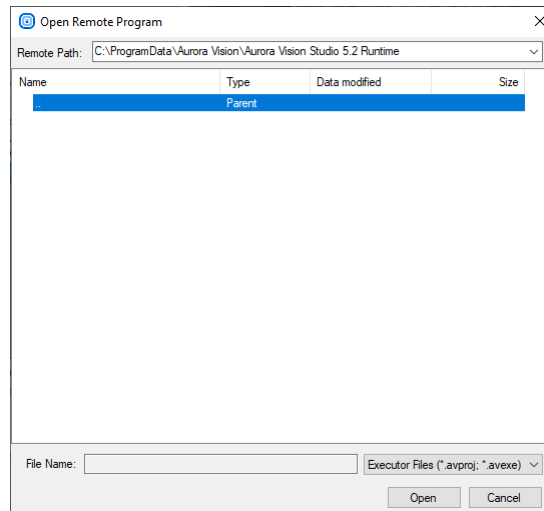 Open Remote Program
Remote Path: C:\ProgramData\Aurora Vision\Aurora Vision Studio 5.2 Runtime
Name Type Data modified Size
.. Parent
File Name: Executor Files (*.avproj; *.avexe)
Open Cancel